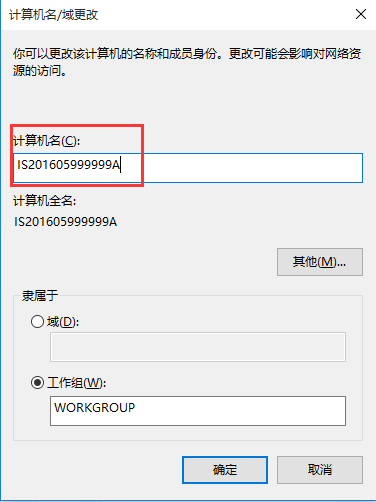 计算机名/域更改
你可以更改该计算机的名称和成员身份。更改可能会影响对网络资
源的访问。
计算机名(C):
IS201605999999A
计算机全名:
IS201605999999A
其他(M)...
隶属于
域(D):
工作组(W):
WORKGROUP
确定
取消